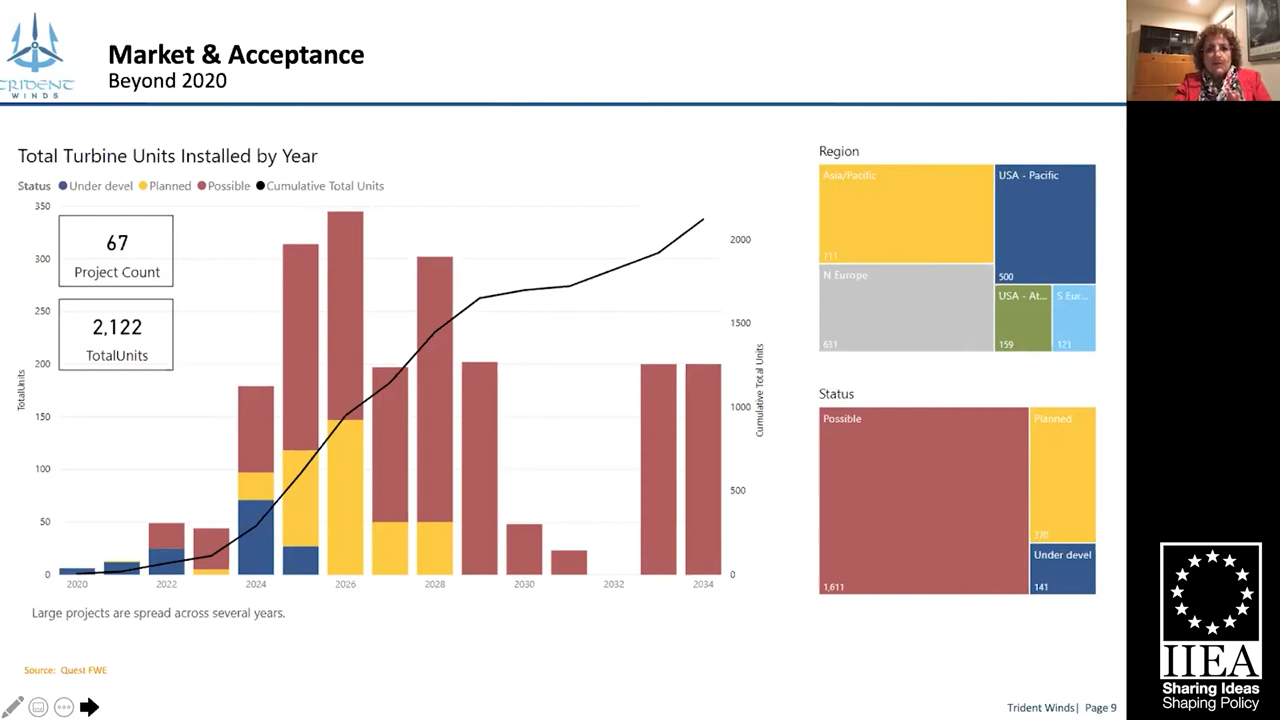 TRIDENT
WINDS
Market & Acceptance
Beyond 2020
Total Turbine Units Installed by Year
Status Under devel Planned Possible Cumulative Total Units
67
Project Count
2,122
TotalUnits
350
300
250
200
150
100
50
0
TotalUnits
2020 2022 2024 2026 2028 2030 2032 2034
2000
1500
1000
500
0
Cumulative Total Units
Large projects are spread across several years.
Region
Asia/Pacific
711
USA - Pacific
500
N Europe
631
USA - At...
159
S Eur...
121
Status
Possible
1,611
Planned
370
Under devel
141
Source: Quest FWE
Trident Winds| Page 9
IIEA
Sharing Ideas
Shaping Policy